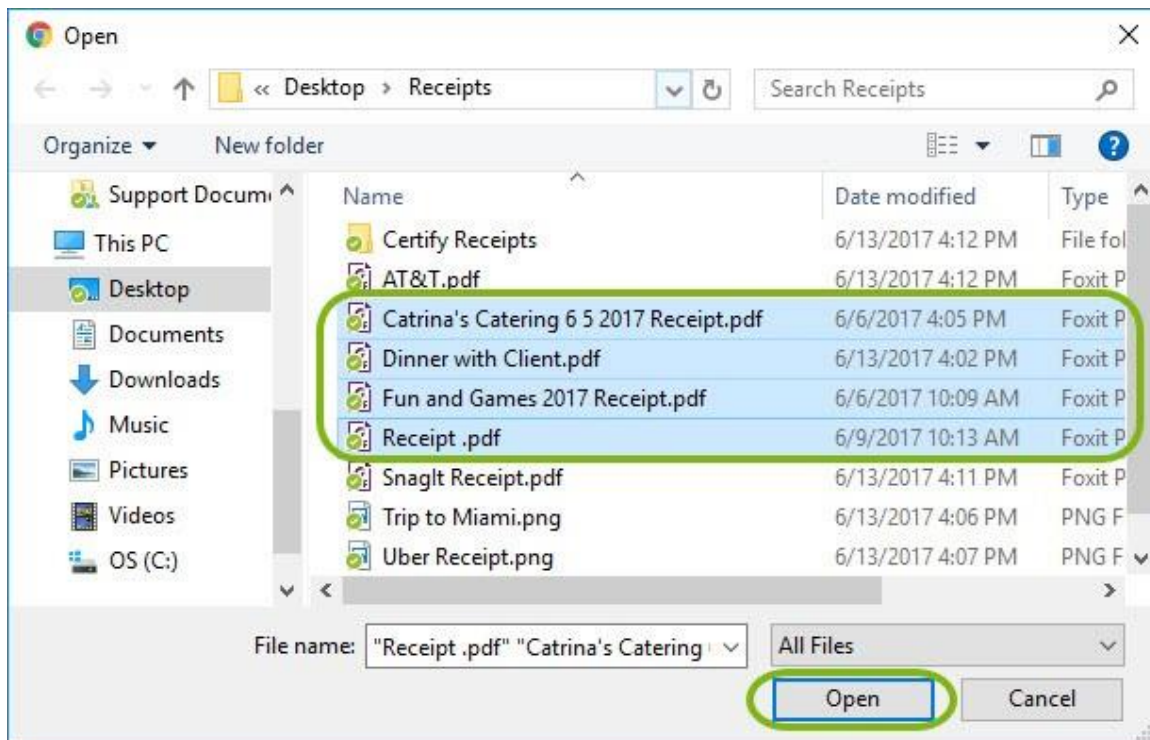 Open
« Desktop > Receipts Search Receipts
Organize New folder
Support Docum
Name Date modified Type
Certify Receipts 6/13/2017 4:12 PM File fol
This PC
AT&T.pdf 6/13/2017 4:12 PM Foxit P
Desktop
Catrina's Catering 6 5 2017 Receipt.pdf 6/6/2017 4:05 PM Foxit P
Documents
Dinner with Client.pdf 6/13/2017 4:02 PM Foxit P
Downloads
Fun and Games 2017 Receipt.pdf 6/6/2017 10:09 AM Foxit P
Music
Receipt .pdf 6/9/2017 10:13 AM Foxit P
Pictures
SnagIt Receipt.pdf 6/13/2017 4:11 PM Foxit P
Videos
Trip to Miami.png 6/13/2017 4:06 PM PNG F
OS (C:)
Uber Receipt.png 6/13/2017 4:07 PM PNG F
File name: "Receipt .pdf" "Catrina's Catering All Files
Open Cancel